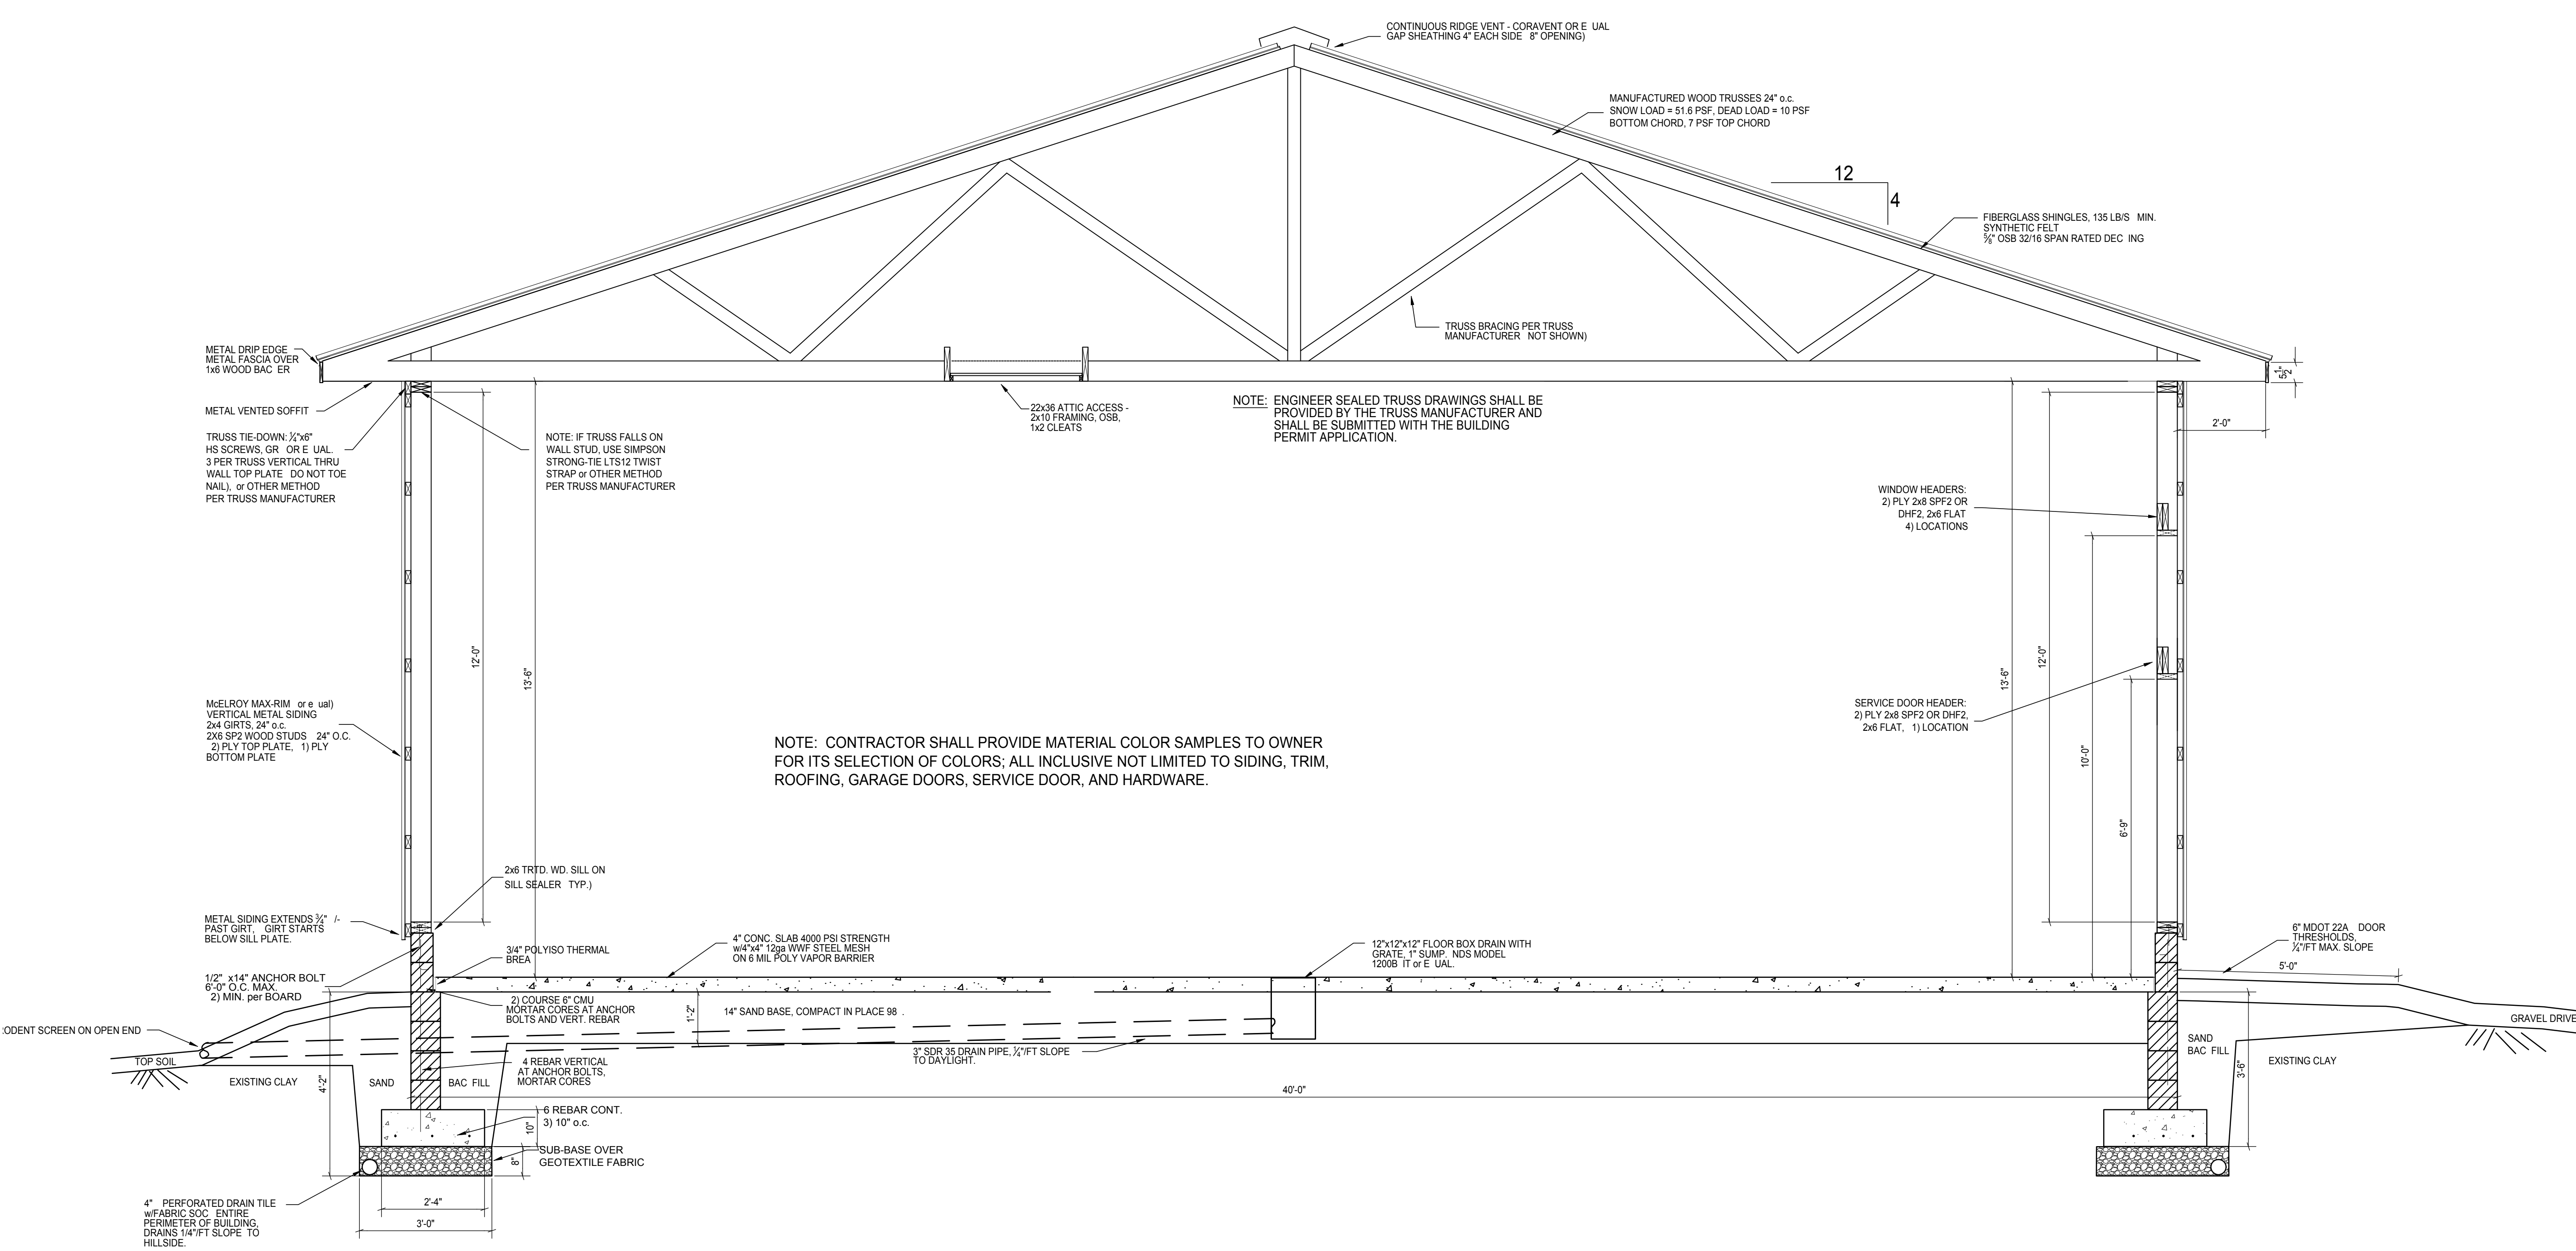 CONTINUOUS RIDGE VENT - CORAVENT OR E UAL
GAP SHEATHING 4" EACH SIDE 8" OPENING)
MANUFACTURED WOOD TRUSSES 24" o.c.
SNOW LOAD = 51.6 PSF, DEAD LOAD = 10 PSF
BOTTOM CHORD, 7 PSF TOP CHORD
12
4
FIBERGLASS SHINGLES, 135 LB/S MIN.
SYNTHETIC FELT
⅝" OSB 32/16 SPAN RATED DEC ING
TRUSS BRACING PER TRUSS
MANUFACTURER NOT SHOWN)
METAL DRIP EDGE
METAL FASCIA OVER
1x6 WOOD BAC ER
METAL VENTED SOFFIT
TRUSS TIE-DOWN: ¼"x6"
HS SCREWS, GR OR E UAL.
3 PER TRUSS VERTICAL THRU
WALL TOP PLATE DO NOT TOE
NAIL), or OTHER METHOD
PER TRUSS MANUFACTURER
NOTE: IF TRUSS FALLS ON
WALL STUD, USE SIMPSON
STRONG-TIE LTS12 TWIST
STRAP or OTHER METHOD
PER TRUSS MANUFACTURER
22x36 ATTIC ACCESS -
2x10 FRAMING, OSB,
1x2 CLEATS
NOTE: ENGINEER SEALED TRUSS DRAWINGS SHALL BE
PROVIDED BY THE TRUSS MANUFACTURER AND
SHALL BE SUBMITTED WITH THE BUILDING
PERMIT APPLICATION.
5½"
2'-0"
WINDOW HEADERS:
2) PLY 2x8 SPF2 OR
DHF2, 2x6 FLAT
4) LOCATIONS
12'-0"
13'-6"
13'-6"
12'-0"
10'-0"
6'-9"
SERVICE DOOR HEADER:
2) PLY 2x8 SPF2 OR DHF2,
2x6 FLAT, 1) LOCATION
McELROY MAX-RIM or e ual)
VERTICAL METAL SIDING
2x4 GIRTS, 24" o.c.
2X6 SP2 WOOD STUDS 24" O.C.
2) PLY TOP PLATE, 1) PLY
BOTTOM PLATE
NOTE: CONTRACTOR SHALL PROVIDE MATERIAL COLOR SAMPLES TO OWNER
FOR ITS SELECTION OF COLORS; ALL INCLUSIVE NOT LIMITED TO SIDING, TRIM,
ROOFING, GARAGE DOORS, SERVICE DOOR, AND HARDWARE.
2x6 TRTD. WD. SILL ON
SILL SEALER TYP.)
METAL SIDING EXTENDS ¾" /-
PAST GIRT, GIRT STARTS
BELOW SILL PLATE.
3/4" POLYISO THERMAL
BREA
4" CONC. SLAB 4000 PSI STRENGTH
w/4"x4" 12ga WWF STEEL MESH
ON 6 MIL POLY VAPOR BARRIER
12"x12"x12" FLOOR BOX DRAIN WITH
GRATE, 1" SUMP. NDS MODEL
1200B IT or E UAL.
6" MDOT 22A DOOR
THRESHOLDS,
¼"/FT MAX. SLOPE
5'-0"
1/2" x14" ANCHOR BOLT
6'-0" O.C. MAX.
2) MIN. per BOARD
2) COURSE 6" CMU
MORTAR CORES AT ANCHOR
BOLTS AND VERT. REBAR
1'-2"
14" SAND BASE, COMPACT IN PLACE 98 .
:ODENT SCREEN ON OPEN END
TOP SOIL
EXISTING CLAY
4'-2"
SAND
BAC FILL
4 REBAR VERTICAL
AT ANCHOR BOLTS,
MORTAR CORES
3" SDR 35 DRAIN PIPE, ¼"/FT SLOPE
TO DAYLIGHT.
40'-0"
SAND
BAC FILL
3'-6"
EXISTING CLAY
GRAVEL DRIVE
6 REBAR CONT.
3) 10" o.c.
10"
SUB-BASE OVER
GEOTEXTILE FABRIC
8"
4" PERFORATED DRAIN TILE
w/FABRIC SOC ENTIRE
PERIMETER OF BUILDING,
DRAINS 1/4"/FT SLOPE TO
HILLSIDE.
2'-4"
3'-0"